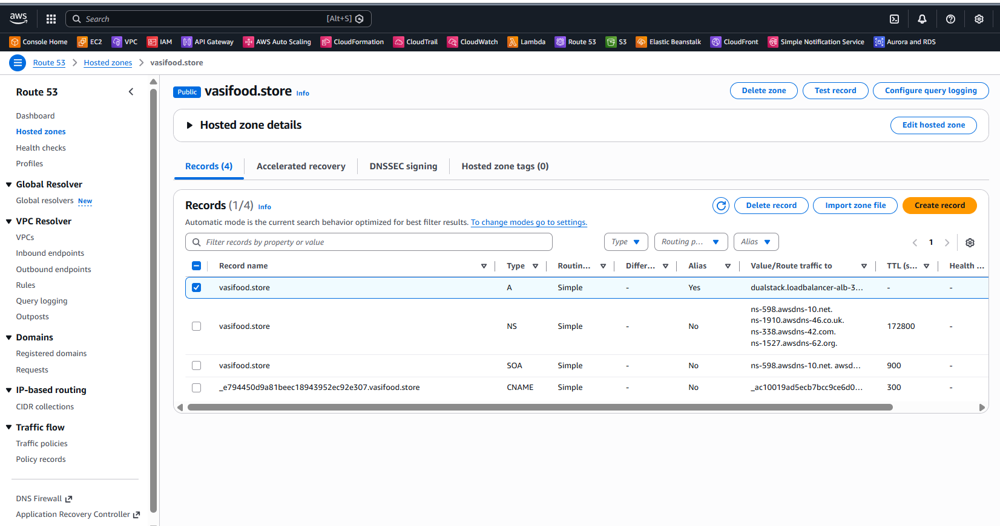 aws
Search [Alt+S]
Console Home EC2 VPC IAM API Gateway AWS Auto Scaling CloudFormation CloudTrail CloudWatch Lambda Route 53 S3 Elastic Beanstalk CloudFront Simple Notification Service Aurora and RDS
Route 53 Hosted zones vasifood.store
Route 53
Dashboard
Hosted zones
Health checks
Profiles
Global Resolver
Global resolvers New
VPC Resolver
VPCs
Inbound endpoints
Outbound endpoints
Rules
Query logging
Outposts
Domains
Registered domains
Requests
IP-based routing
CIDR collections
Traffic flow
Traffic policies
Policy records
DNS Firewall
Application Recovery Controller
Public vasifood.store Info
Delete zone Test record Configure query logging
Hosted zone details
Edit hosted zone
Records (4) Accelerated recovery DNSSEC signing Hosted zone tags (0)
Records (1/4) Info
Delete record Import zone file Create record
Automatic mode is the current search behavior optimized for best filter results. To change modes go to settings.
Filter records by property or value Type Routing p... Alias 1
Record name Type Routin... Differ... Alias Value/Route traffic to TTL (s... Health ...
vasifood.store A Simple - Yes dualstack.loadbalancer-alb-3... - -
vasifood.store NS Simple - No ns-598.awsdns-10.net.
ns-1910.awsdns-46.co.uk.
ns-338.awsdns-42.com.
ns-1527.awsdns-62.org. 172800 -
vasifood.store SOA Simple - No ns-598.awsdns-10.net. awsd... 900 -
_e794450d9a81beec18943952ec92e307.vasifood.store CNAME Simple - No _ac10019ad5ecb7bcc9ce6d0... 300 -